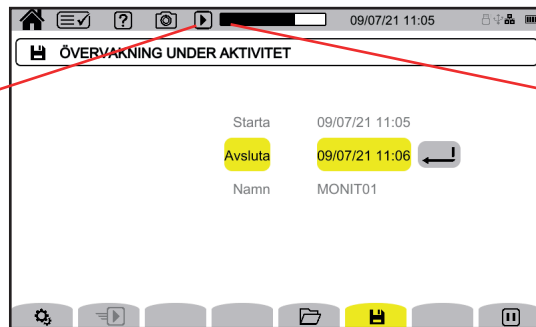 09/07/21 11:05
ÖVERVAKNING UNDER AKTIVITET
Starta 09/07/21 11:05
Avsluta 09/07/21 11:06
Namn MONIT01